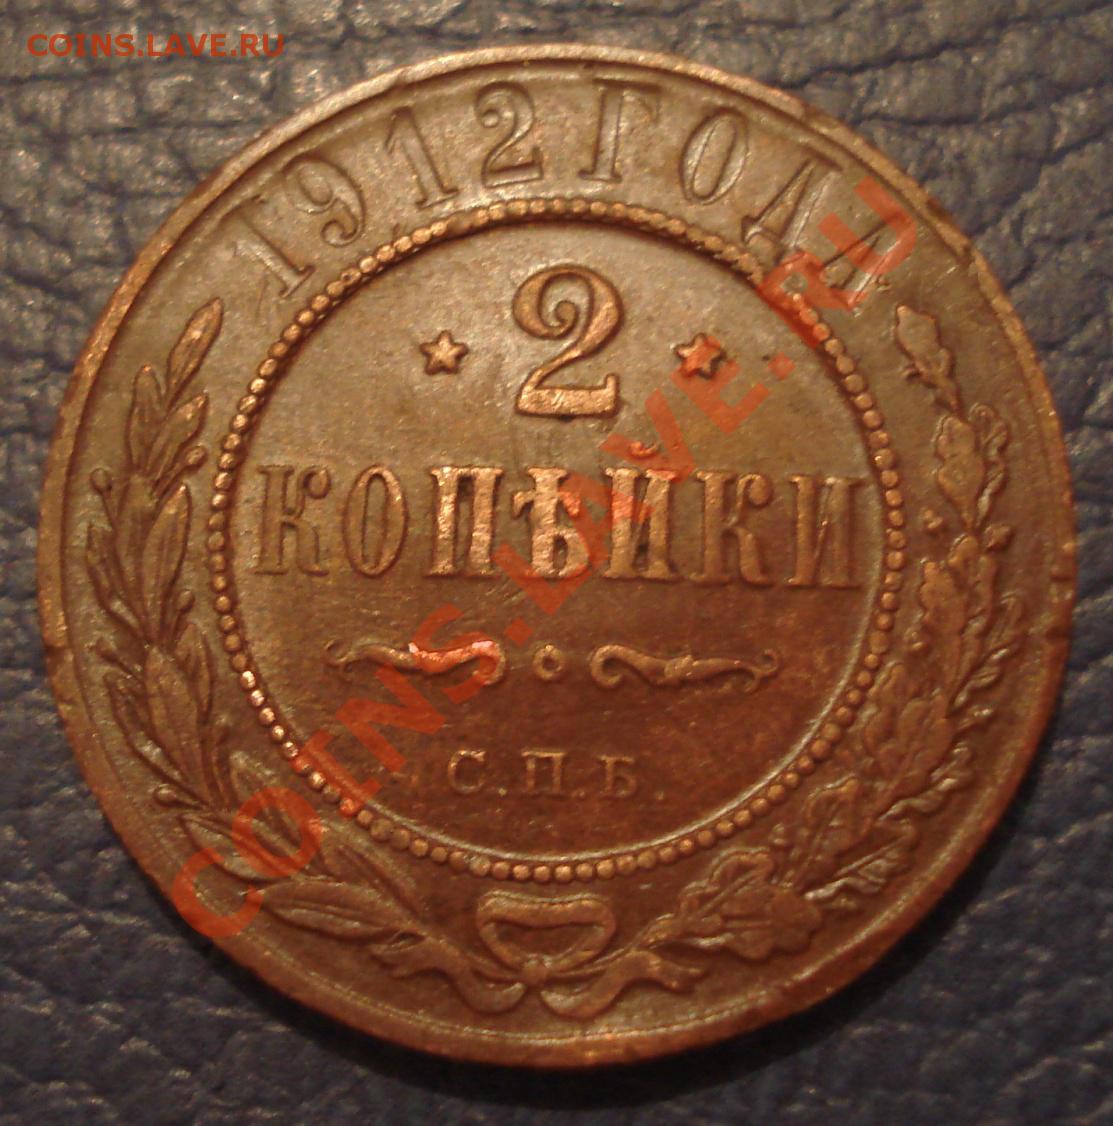 COINS.LAVE.RU
1912 ГОДА
2
КОПѢЙКИ
С.П.Б.
COINS.LAVE.RU